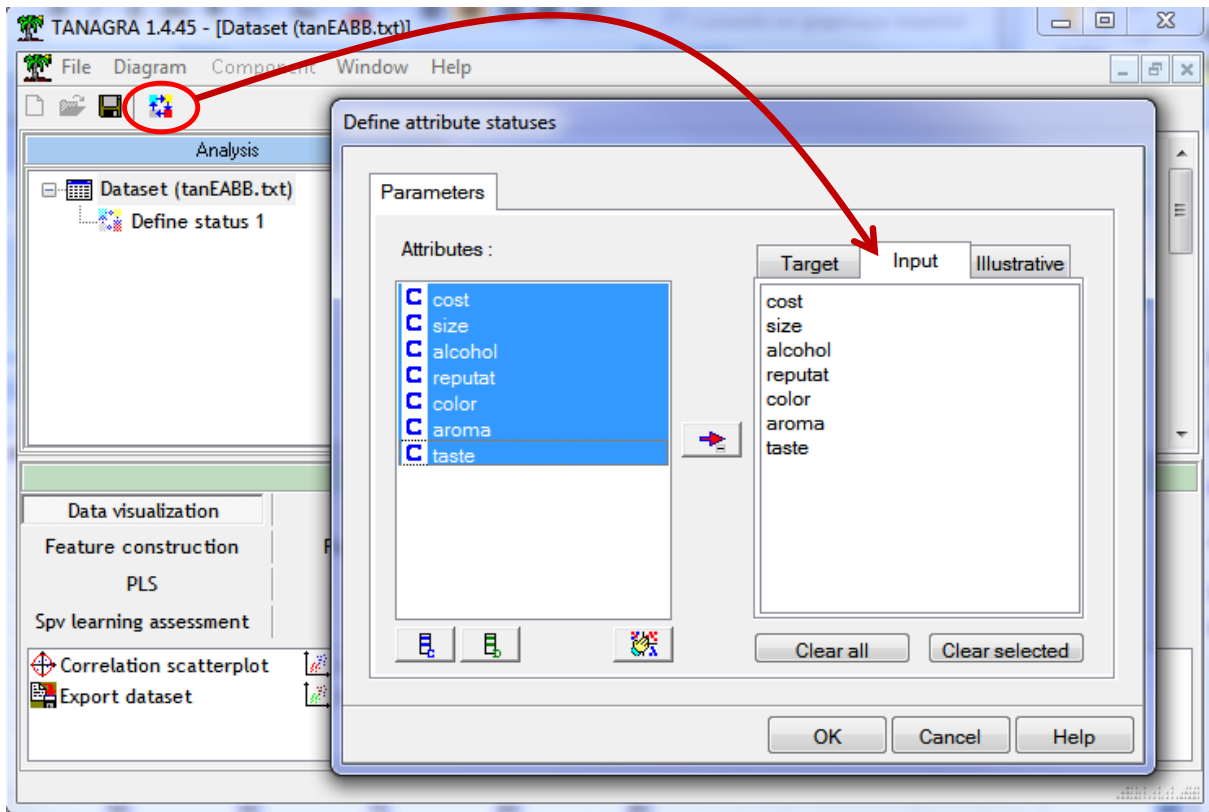 TANAGRA 1.4.45 - [Dataset (tanEABB.txt)]
File Diagram Component Window Help
Define attribute statuses
Analysis
Dataset (tanEABB.txt)
Define status 1
Parameters
Attributes :
Target Input Illustrative
C cost
C size
C alcohol
C reputat
C color
C aroma
C taste
cost
size
alcohol
reputat
color
aroma
taste
Data visualization
Feature construction
PLS
Spv learning assessment
Correlation scatterplot
Export dataset
Clear all Clear selected
OK Cancel Help